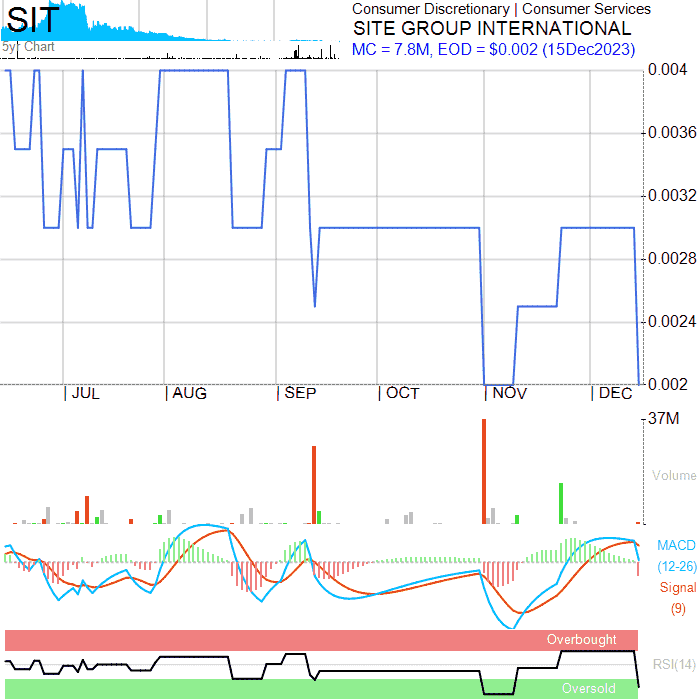 SIT
5yr Chart
Consumer Discretionary | Consumer Services
SITE GROUP INTERNATIONAL
MC = 7.8M, EOD = $0.002 (15Dec2023)
0.004
0.0036
0.0032
0.0028
0.0024
0.002
| JUL | AUG | SEP | OCT | NOV | DEC
37M
Volume
MACD
(12-26)
Signal
(9)
Overbought
RSI(14)
Oversold